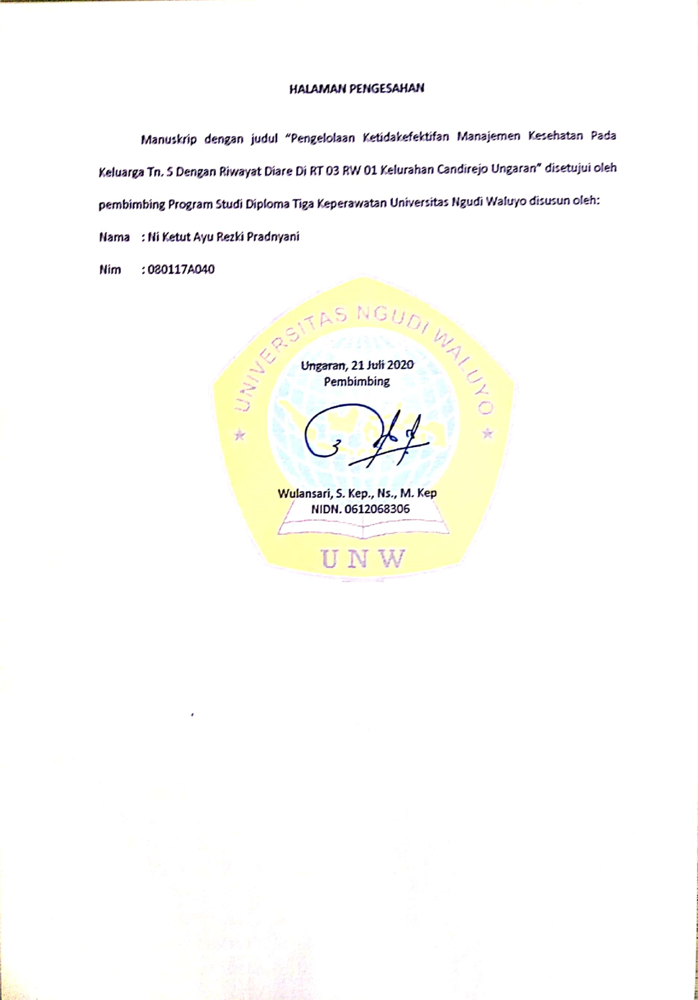 HALAMAN PENGESAHAN
Manuskrip dengan judul “Pengelolaan Ketidakefektifan Manajemen Kesehatan Pada
Keluarga Tn. S Dengan Riwayat Diare Di RT 03 RW 01 Kelurahan Candirejo Ungaran” disetujui oleh
pembimbing Program Studi Diploma Tiga Keperawatan Universitas Ngudi Waluyo disusun oleh:
Nama : Ni Ketut Ayu Rezki Pradnyani
Nim : 080117A040
UNIVERSITAS NGUDI WALUYO
Ungaran, 21 Juli 2020
Pembimbing
Wulansari, S. Kep., Ns., M. Kep
NIDN. 0612068306
UNW